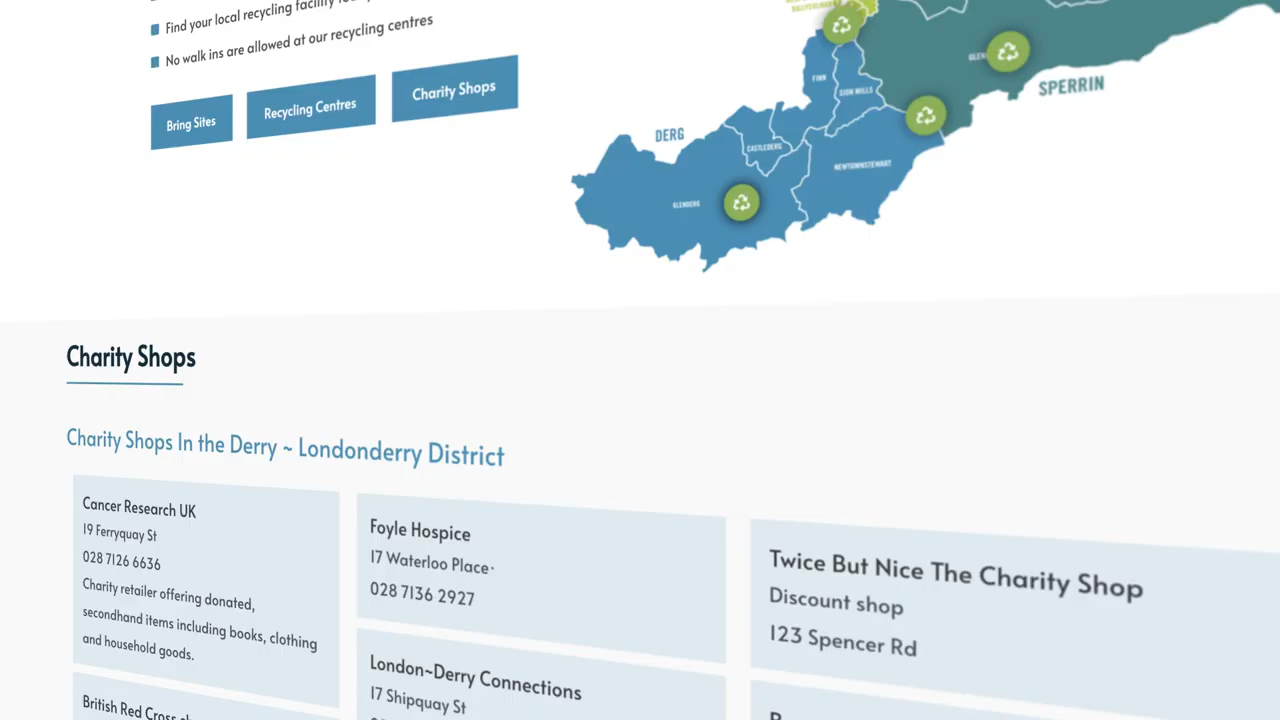 Find your local recycling facility
No walk ins are allowed at our recycling centres
Bring Sites
Recycling Centres
Charity Shops
FINN
SION MILLS
SPERRIN
DERG
CASTLEDERG
NEWTOWNSTEWART
GLENDERG
Charity Shops
Charity Shops In the Derry ~ Londonderry District
Cancer Research UK
19 Ferryquay St
028 7126 6636
Charity retailer offering donated,
secondhand items including books, clothing
and household goods.
British Red Cross
Foyle Hospice
17 Waterloo Place·
028 7136 2927
London~Derry Connections
17 Shipquay St
Twice But Nice The Charity Shop
Discount shop
123 Spencer Rd